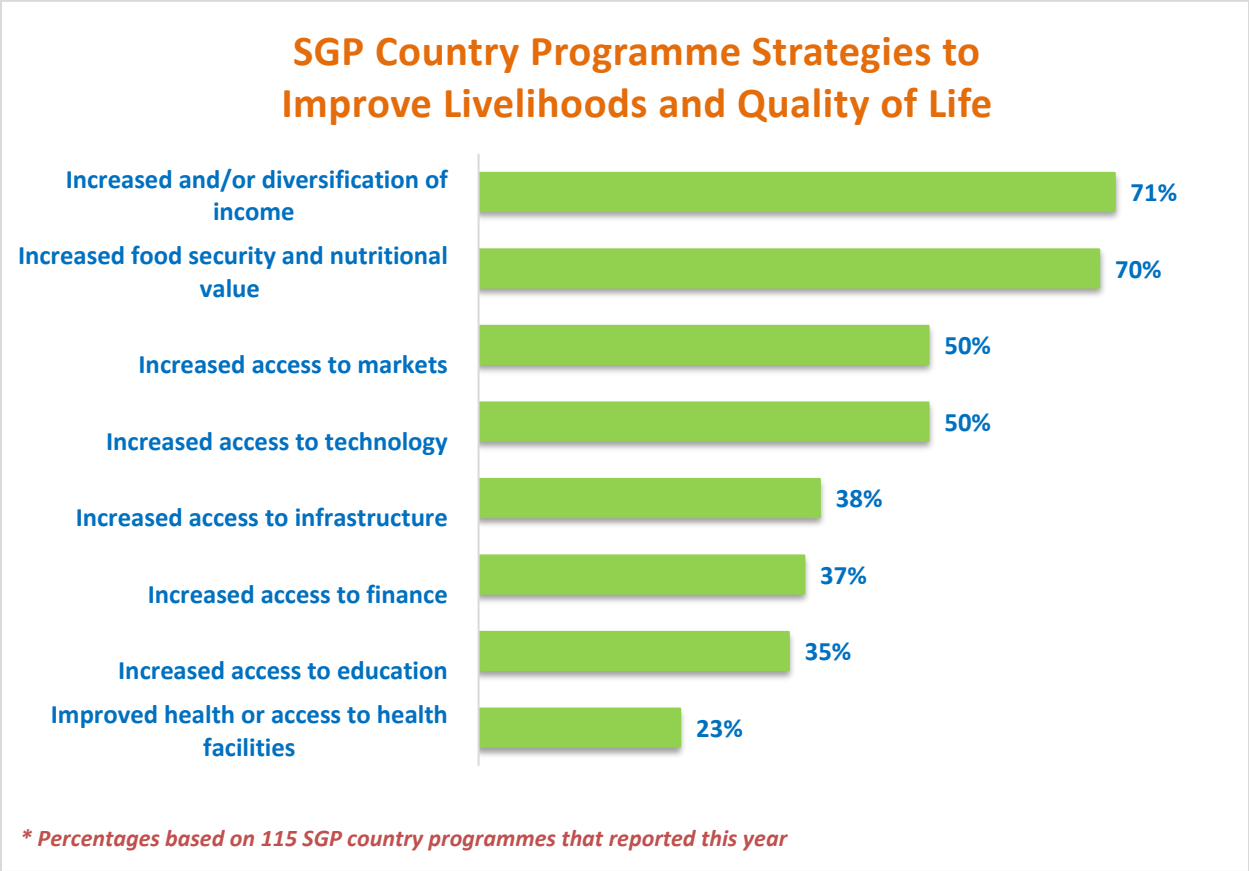 SGP Country Programme Strategies to
Improve Livelihoods and Quality of Life
Increased and/or diversification of
income
71%
Increased food security and nutritional
value
70%
Increased access to markets
50%
Increased access to technology
50%
Increased access to infrastructure
38%
Increased access to finance
37%
Increased access to education
35%
Improved health or access to health
facilities
23%
* Percentages based on 115 SGP country programmes that reported this year